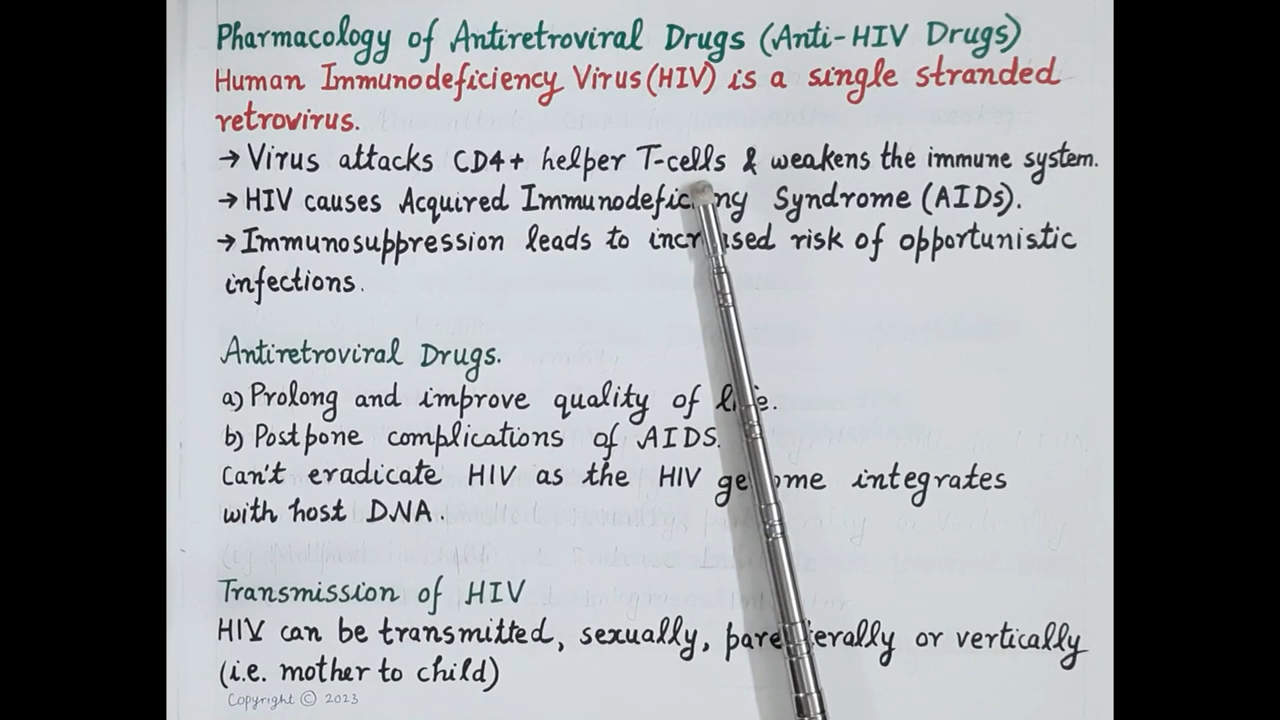 Pharmacology of Antiretroviral Drugs (Anti-HIV Drugs)
Human Immunodeficiency Virus (HIV) is a single stranded
retrovirus.
→ Virus attacks CD4+ helper T-cells & weakens the immune system.
→ HIV causes Acquired Immunodeficieny Syndrome (AIDs).
→ Immunosuppression leads to increased risk of opportunistic
infections.
Antiretroviral Drugs.
a) Prolong and improve quality of life.
b) Postpone complications of AIDS.
Can't eradicate HIV as the HIV genome integrates
with host DNA.
Transmission of HIV
HIV can be transmitted, sexually, parenterally or vertically
(i.e. mother to child)
Copyright © 2023